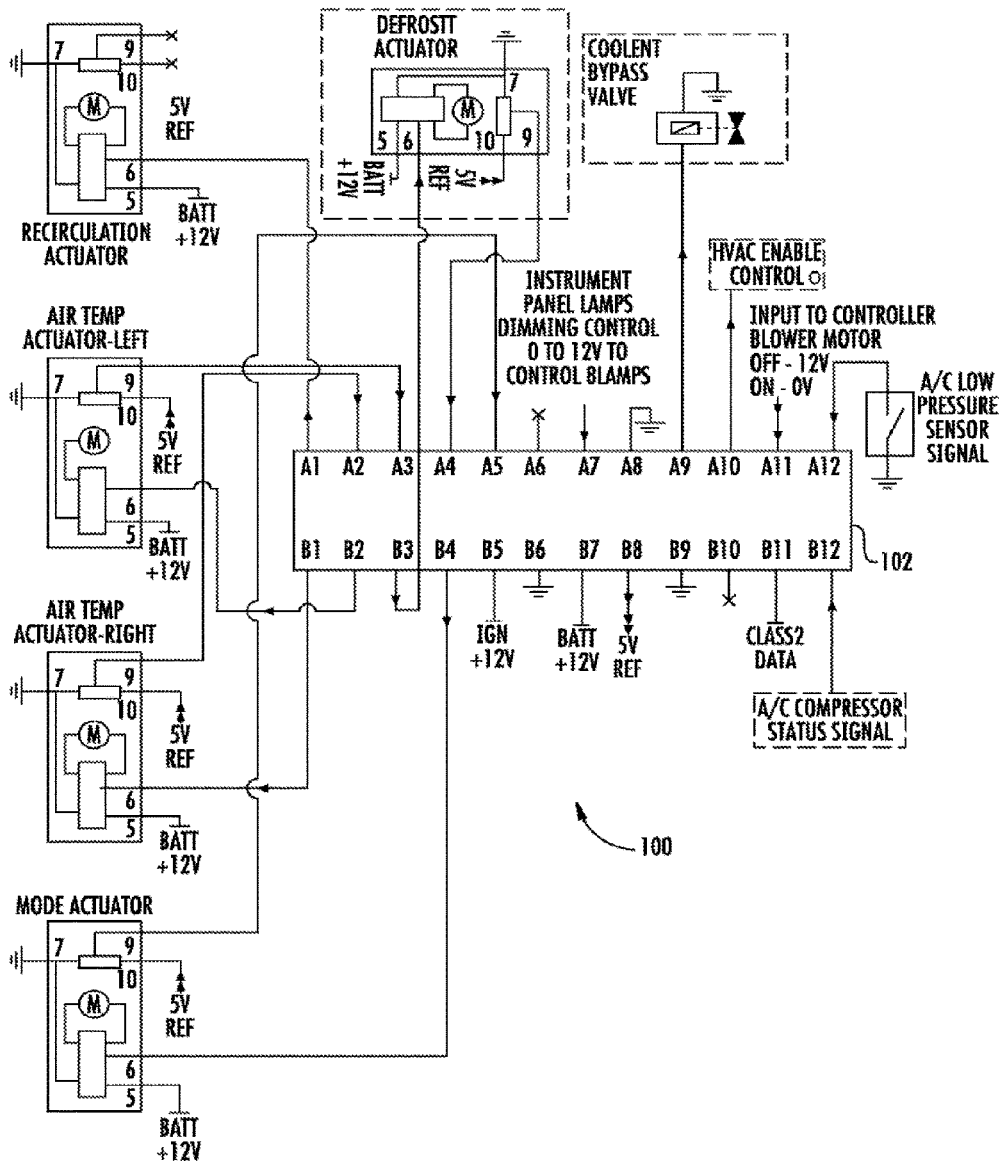 7
9
10
M
5V
REF
6
5
BATT
+12V
RECIRCULATION
ACTUATOR
DEFROSTT
ACTUATOR
7
M
5
6
10
9
BATT
+12V
5V
REF
COOLENT
BYPASS
VALVE
HVAC ENABLE
CONTROL
INSTRUMENT
PANEL LAMPS
DIMMING CONTROL
0 TO 12V TO
CONTROL BLAMPS
INPUT TO CONTROLLER
BLOWER MOTOR
OFF - 12V
ON - 0V
A/C LOW
PRESSURE
SENSOR
SIGNAL
AIR TEMP
ACTUATOR-LEFT
7
9
10
M
5V
REF
6
5
BATT
+12V
A1 A2 A3 A4 A5 A6 A7 A8 A9 A10 A11 A12
B1 B2 B3 B4 B5 B6 B7 B8 B9 B10 B11 B12
102
IGN
+12V
BATT
+12V
5V
REF
CLASS2
DATA
A/C COMPRESSOR
STATUS SIGNAL
AIR TEMP
ACTUATOR-RIGHT
7
9
10
M
5V
REF
6
5
BATT
+12V
100
MODE ACTUATOR
7
9
10
M
5V
REF
6
5
BATT
+12V